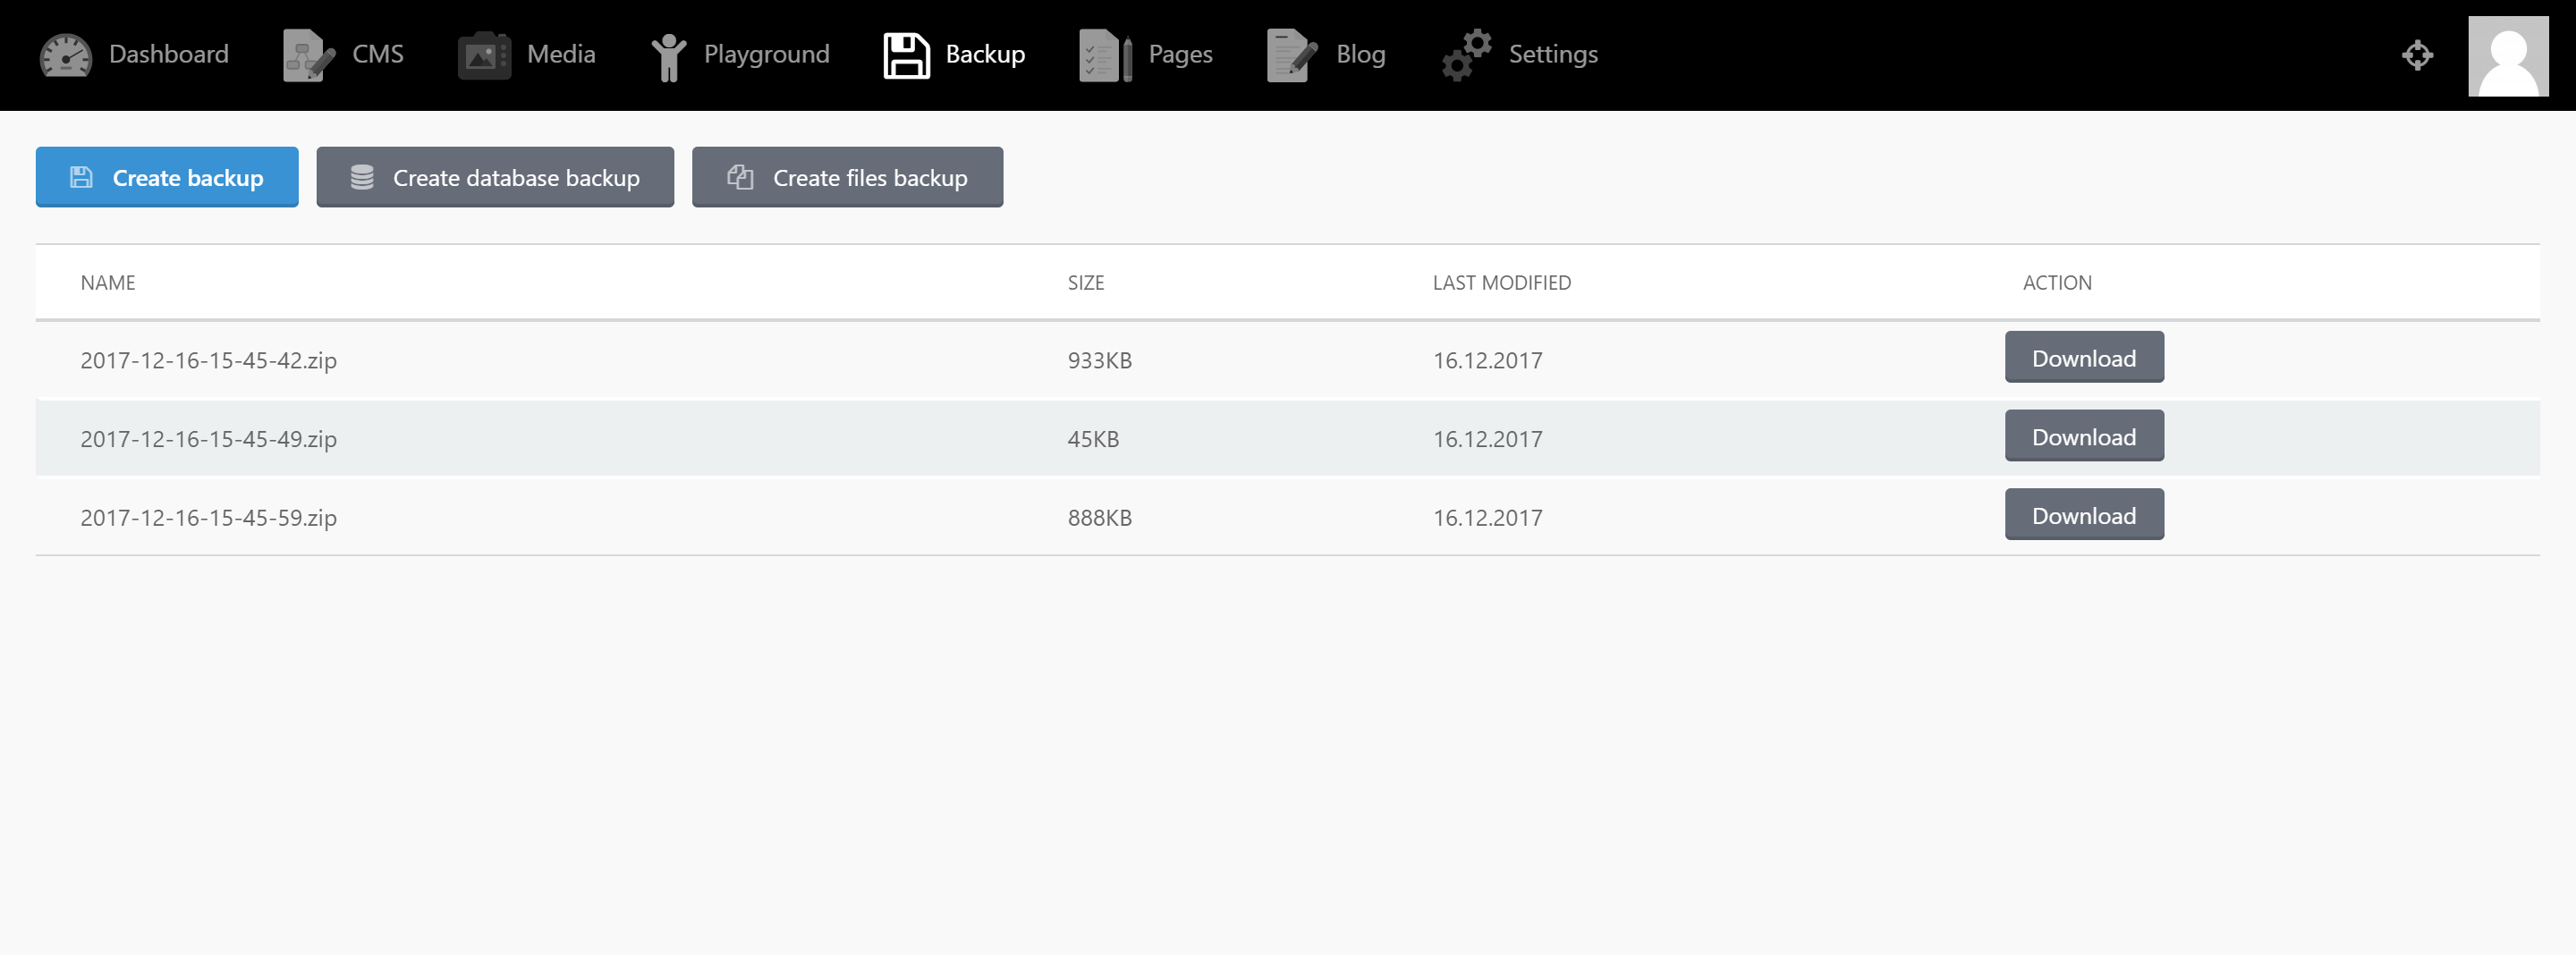 Dashboard CMS Media Playground Backup Pages Blog Settings
Create backup Create database backup Create files backup
NAME SIZE LAST MODIFIED ACTION
2017-12-16-15-45-42.zip 933KB 16.12.2017 Download
2017-12-16-15-45-49.zip 45KB 16.12.2017 Download
2017-12-16-15-45-59.zip 888KB 16.12.2017 Download